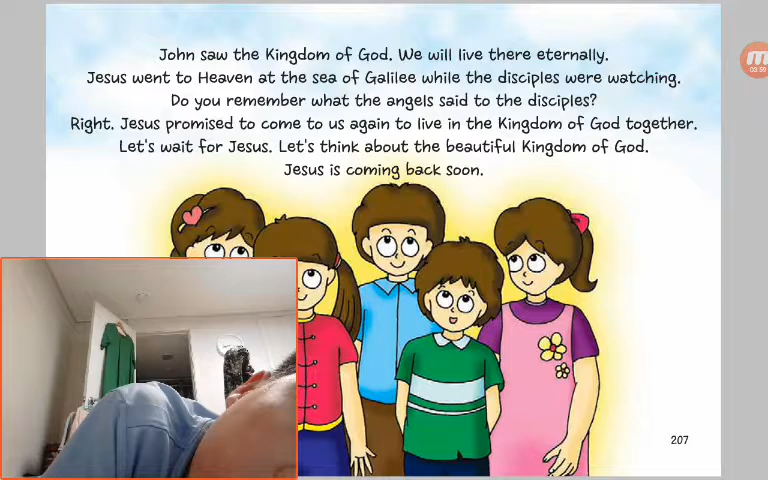 John saw the Kingdom of God. We will live there eternally.
Jesus went to Heaven at the sea of Galilee while the disciples were watching.
Do you remember what the angels said to the disciples?
Right. Jesus promised to come to us again to live in the Kingdom of God together.
Let's wait for Jesus. Let's think about the beautiful Kingdom of God.
Jesus is coming back soon.
03:59
207